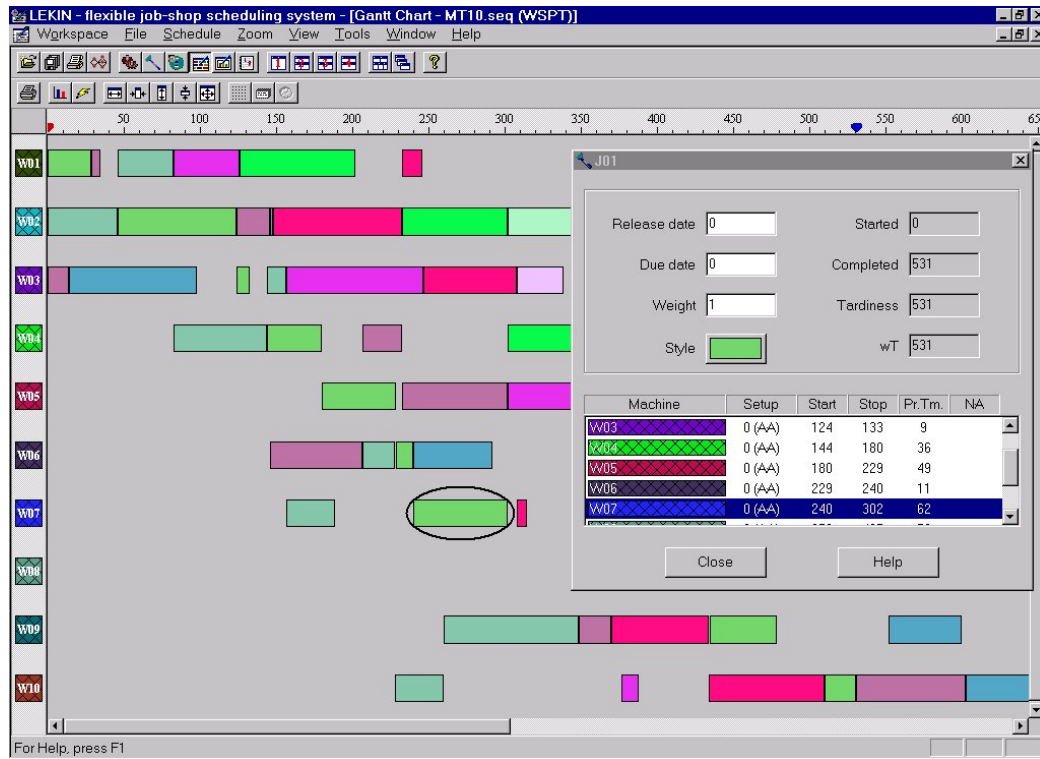 LEKIN - flexible job-shop scheduling system - [Gantt Chart - MT10.seq (WSPT)]
Workspace File Schedule Zoom View Tools Window Help
50 100 150 200 250 300 350 400 450 500 550 600 65
W01
W02
W03
W04
W05
W06
W07
W08
W09
W10
J01
Release date 0 Started 0
Due date 0 Completed 531
Weight 1 Tardiness 531
Style wT 531
Machine Setup Start Stop Pr.Tm. NA
W03 0 (AA) 124 133 9
W04 0 (AA) 144 180 36
W05 0 (AA) 180 229 49
W06 0 (AA) 229 240 11
W07 0 (AA) 240 302 62
Close Help
For Help, press F1